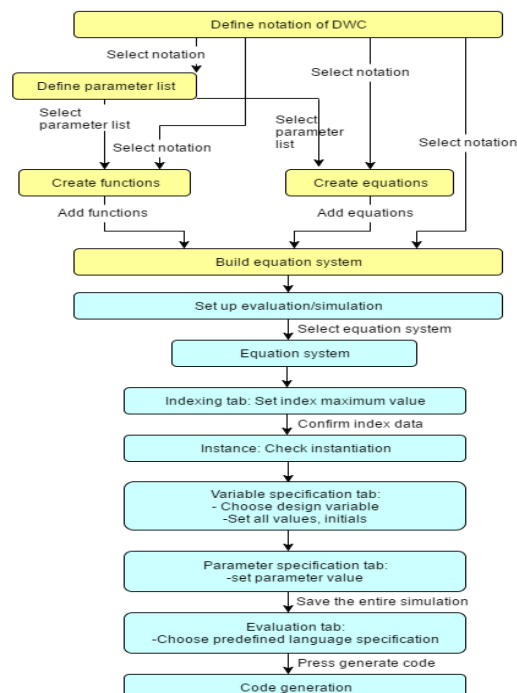 Define notation of DWC
Select notation
Select notation
Define parameter list
Select
parameter list
Select
parameter
list
Select notation
Select notation
Create functions
Create equations
Add functions
Add equations
Build equation system
Set up evaluation/simulation
Select equation system
Equation system
Indexing tab: Set index maximum value
Confirm index data
Instance: Check instantiation
Variable specification tab:
- Choose design variable
-Set all values, initials
Parameter specification tab:
-set parameter value
Save the entire simulation
Evaluation tab:
-Choose predefined language specification
Press generate code
Code generation